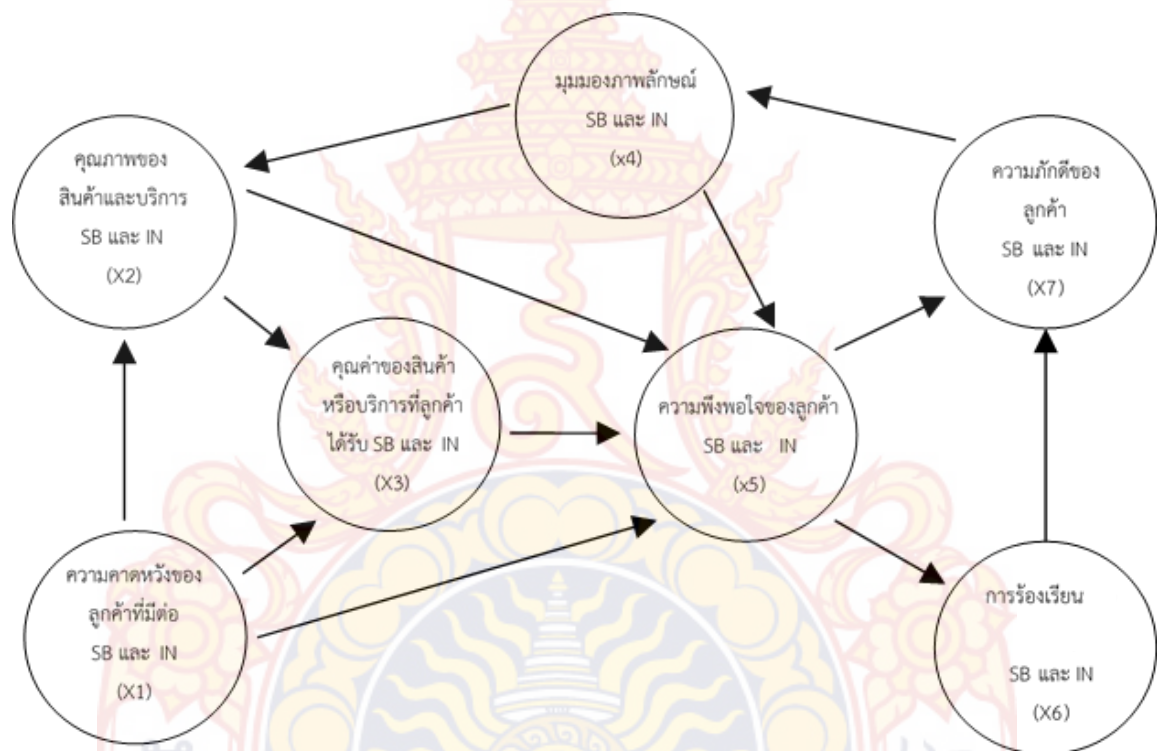 มุมมองภาพลักษณ์
SB และ IN
(x4)
คุณภาพของ
สินค้าและบริการ
SB และ IN
(X2)
ความภักดีของ
ลูกค้า
SB และ IN
(X7)
คุณค่าของสินค้า
หรือบริการที่ลูกค้า
ได้รับ SB และ IN
(X3)
ความพึงพอใจของลูกค้า
SB และ IN
(x5)
ความคาดหวังของ
ลูกค้าที่มีต่อ
SB และ IN
(X1)
การร้องเรียน
SB และ IN
(X6)